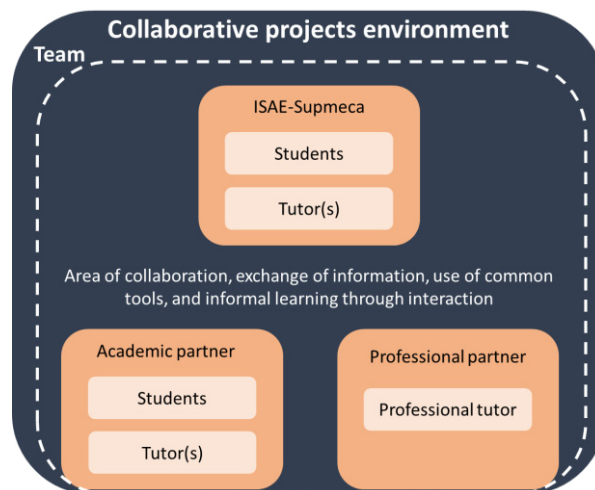 Collaborative projects environment
Team
ISAE-Supmeca
Students
Tutor(s)
Area of collaboration, exchange of information, use of common
tools, and informal learning through interaction
Academic partner
Students
Tutor(s)
Professional partner
Professional tutor